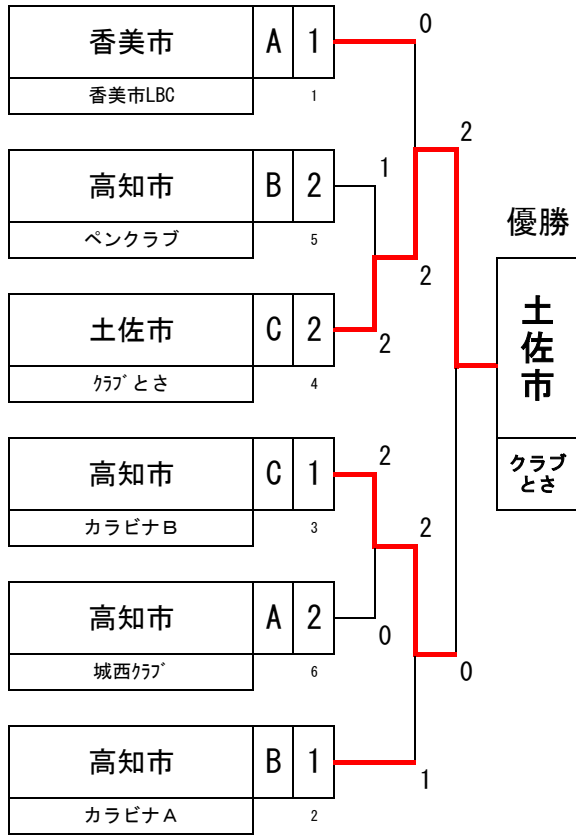 香美市 A 1
香美市LBC 1
0
2
高知市 B 2
1
ペンクラブ 5
優勝
2
土佐市 C 2
2
クラブとさ 4
土佐市
クラブ
とさ
高知市 C 1
2
カラビナB 3
2
高知市 A 2
0
城西クラブ 6
0
高知市 B 1
1
カラビナA 2